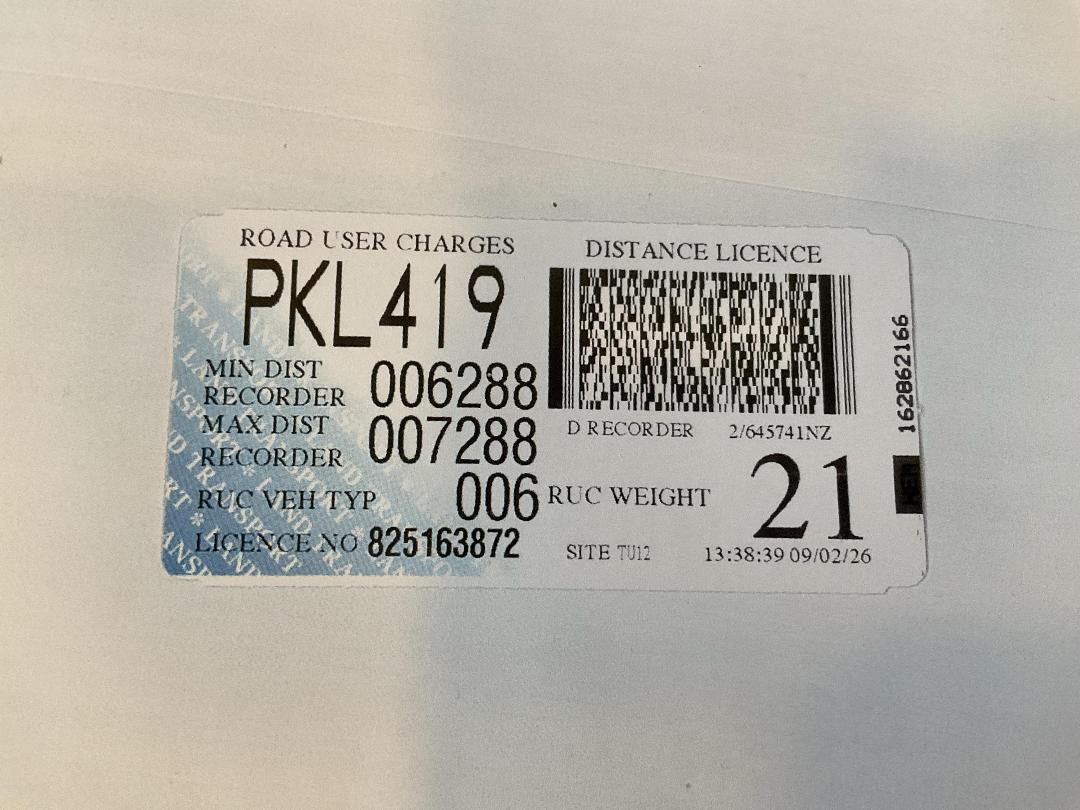 ROAD USER CHARGES
PKL419
MIN DIST
RECORDER 006288
MAX DIST
RECORDER 007288
RUC VEH TYP 006
LICENCE NO 825163872
DISTANCE LICENCE
D RECORDER 2/645741NZ
RUC WEIGHT 21
SITE TU12 13:38:39 09/02/26
162862166